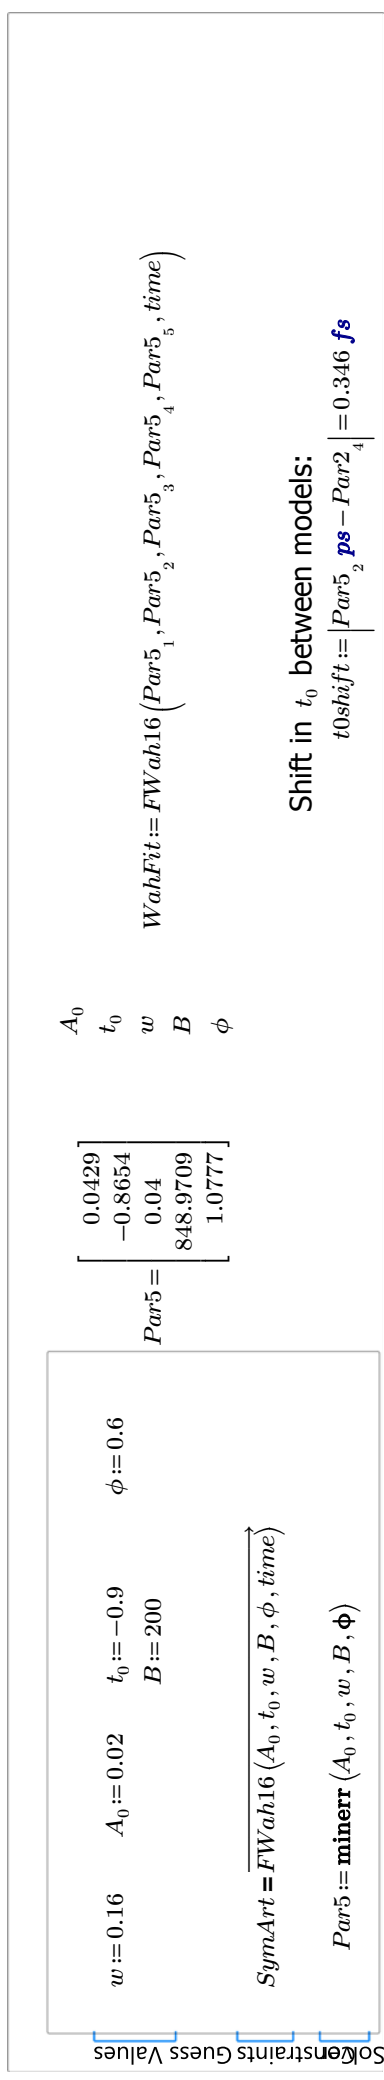 Guess Values
w:=0.16 A₀:=0.02 t₀:=−0.9 ϕ:=0.6
B:=200
Constraints
SymArt=FWah16(A₀,t₀,w,B,ϕ,time)
Par5:=minerr(A₀,t₀,w,B,ϕ)
Par5=
[0.0429
−0.8654
0.04
848.9709
1.0777]
A₀
t₀
w
B
ϕ
WahFit:=FWah16(Par5₁,Par5₂,Par5₃,Par5₄,Par5₅,time)
Shift in t₀ between models:
t0shift:=|Par5₂ ps−Par2₄|=0.346 fs